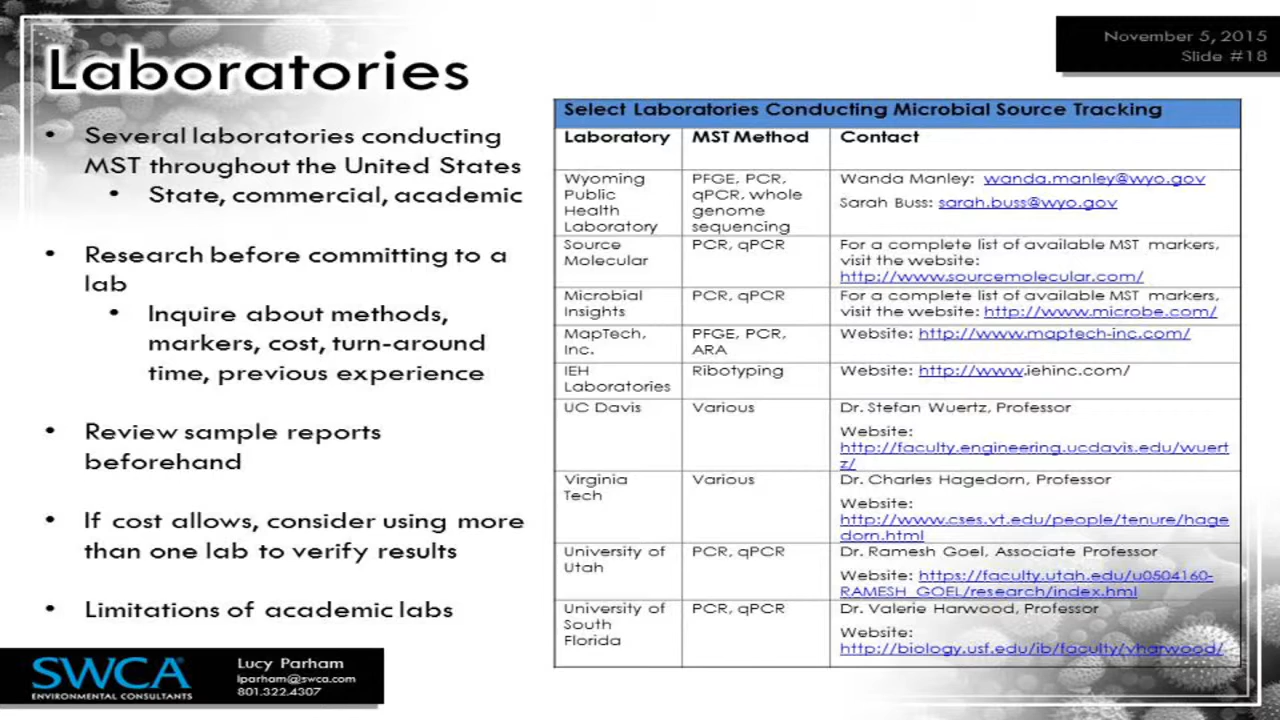 November 5, 2015
Slide #18
Laboratories
• Several laboratories conducting
MST throughout the United States
• State, commercial, academic
• Research before committing to a
lab
• Inquire about methods,
markers, cost, turn-around
time, previous experience
• Review sample reports
beforehand
• If cost allows, consider using more
than one lab to verify results
• Limitations of academic labs
Select Laboratories Conducting Microbial Source Tracking
Laboratory MST Method Contact
Wyoming
Public
Health
Laboratory
PFGE, PCR,
qPCR, whole
genome
sequencing
Wanda Manley: wanda.manley@wyo.gov
Sarah Buss: sarah.buss@wyo.gov
Source
Molecular
PCR, qPCR
For a complete list of available MST markers,
visit the website:
http://www.sourcemolecular.com/
Microbial
Insights
PCR, qPCR
For a complete list of available MST markers,
visit the website: http://www.microbe.com/
MapTech,
Inc.
PFGE, PCR,
ARA
Website: http://www.maptech-inc.com/
IEH
Laboratories
Ribotyping
Website: http://www.iehinc.com/
UC Davis
Various
Dr. Stefan Wuertz, Professor
Website:
http://faculty.engineering.ucdavis.edu/wuert
z/
Virginia
Tech
Various
Dr. Charles Hagedorn, Professor
Website:
http://www.cses.vt.edu/people/tenure/hage
dorn.html
University of
Utah
PCR, qPCR
Dr. Ramesh Goel, Associate Professor
Website: https://faculty.utah.edu/u0504160-
RAMESH_GOEL/research/index.hml
University of
South
Florida
PCR, qPCR
Dr. Valerie Harwood, Professor
Website:
http://biology.usf.edu/ib/faculty/vharwood/
SWCA
ENVIRONMENTAL CONSULTANTS
Lucy Parham
lparham@swca.com
801.322.4307